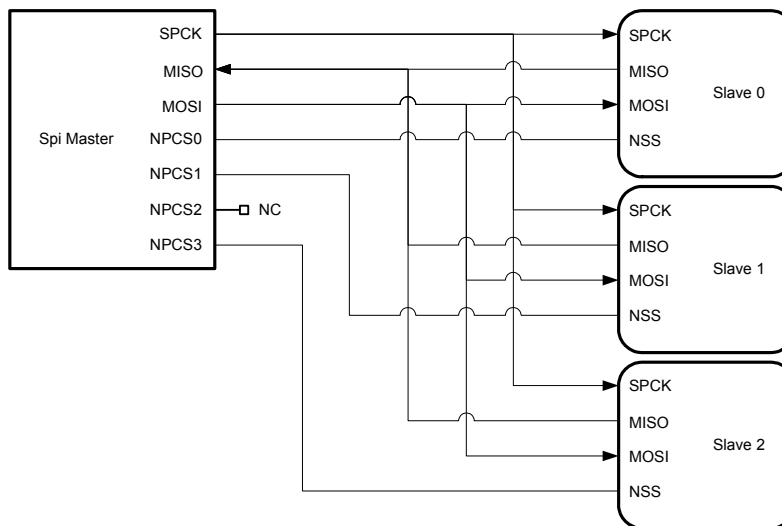 Spi Master
SPCK
MISO
MOSI
NPCS0
NPCS1
NPCS2
NPCS3
NC
SPCK
MISO
MOSI
NSS
Slave 0
SPCK
MISO
MOSI
NSS
Slave 1
SPCK
MISO
MOSI
NSS
Slave 2